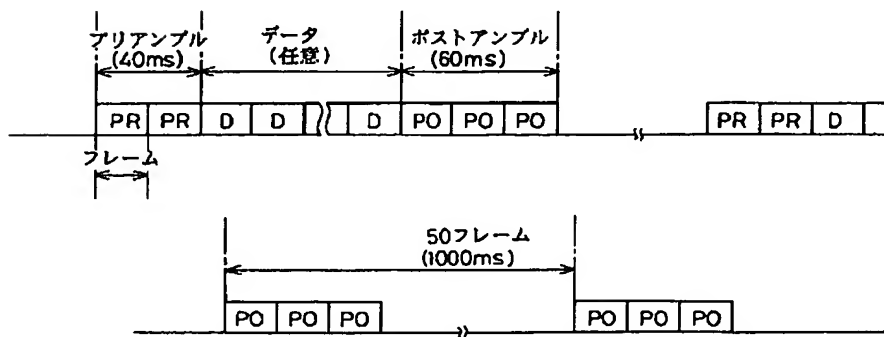 プリアンブル データ ポストアンブル
(40ms) (任意) (60ms)
PR PR D D D PO PO PO PR PR D
フレーム
50フレーム
(1000ms)
PO PO PO PO PO PO